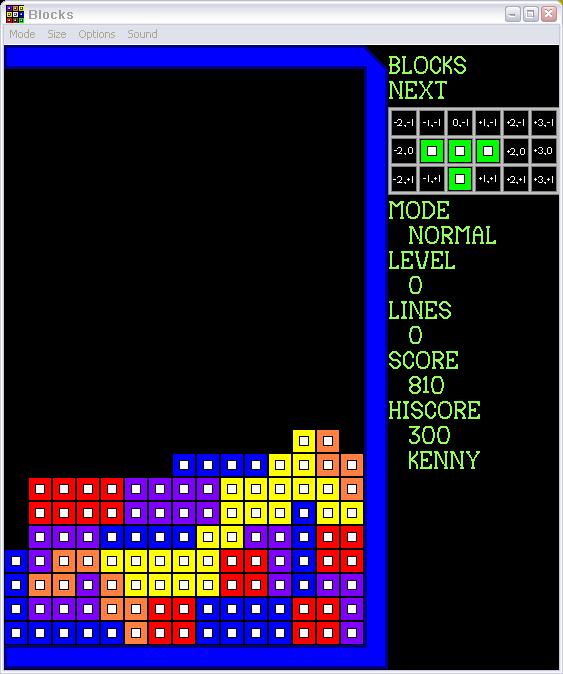 Blocks
Mode Size Options Sound
BLOCKS
NEXT
-2,-1 -1,-1 0,-1 +1,-1 +2,-1 +3,-1
-2,0 +2,0 +3,0
-2,+1 -1,+1 +1,+1 +2,+1 +3,+1
MODE
NORMAL
LEVEL
0
LINES
0
SCORE
810
HISCORE
300
KENNY